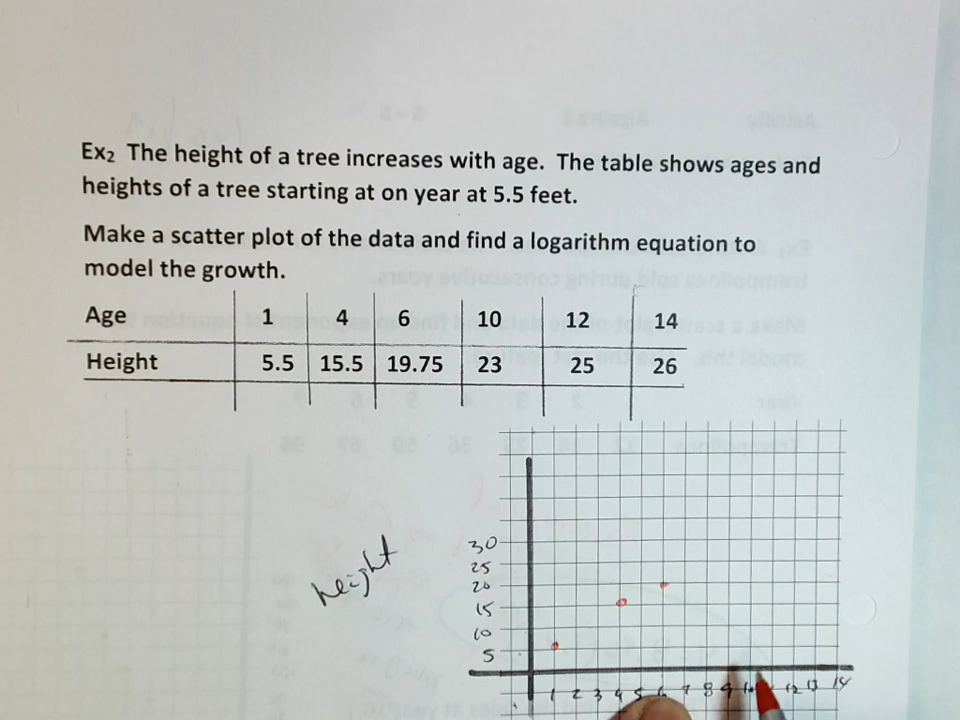 Ex2 The height of a tree increases with age. The table shows ages and
heights of a tree starting at on year at 5.5 feet.
Make a scatter plot of the data and find a logarithm equation to
model the growth.
Age 1 4 6 10 12 14
Height 5.5 15.5 19.75 23 25 26
height
30
25
20
15
10
5
1 2 3 4 5 6 7 8 9 10 12 13 14